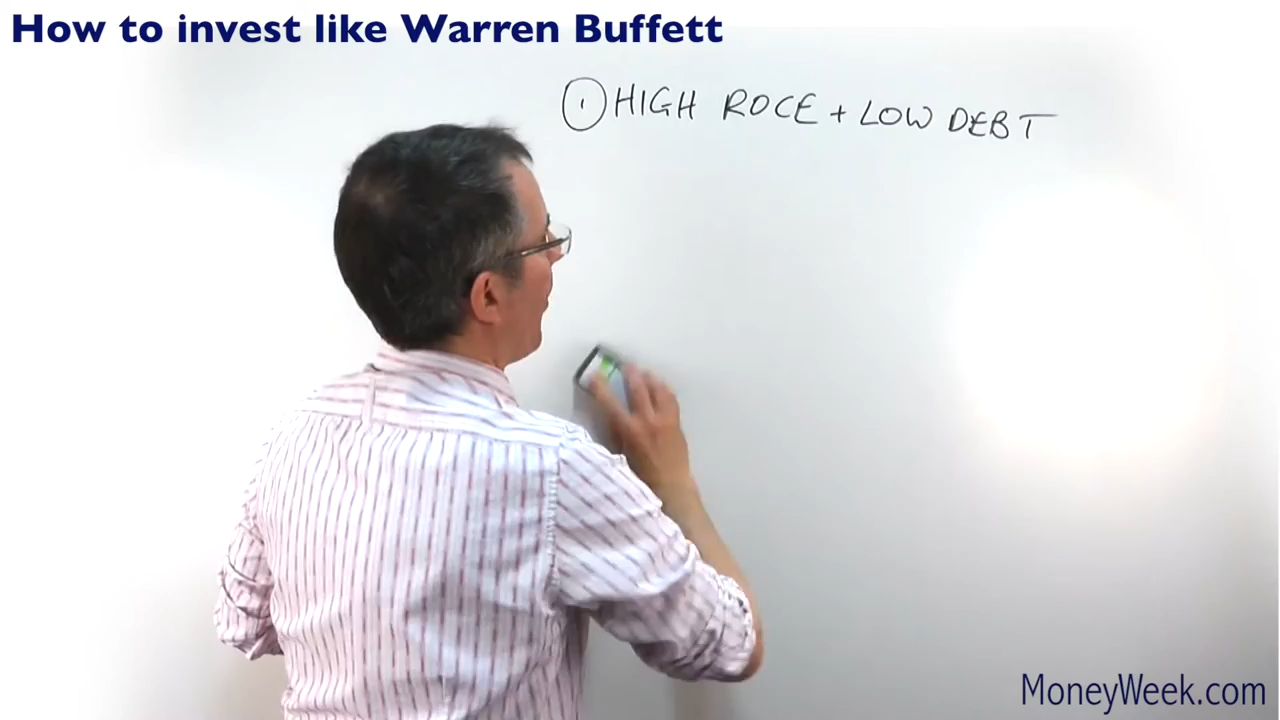 How to invest like Warren Buffett
① HIGH ROCE + LOW DEBT
MoneyWeek.com